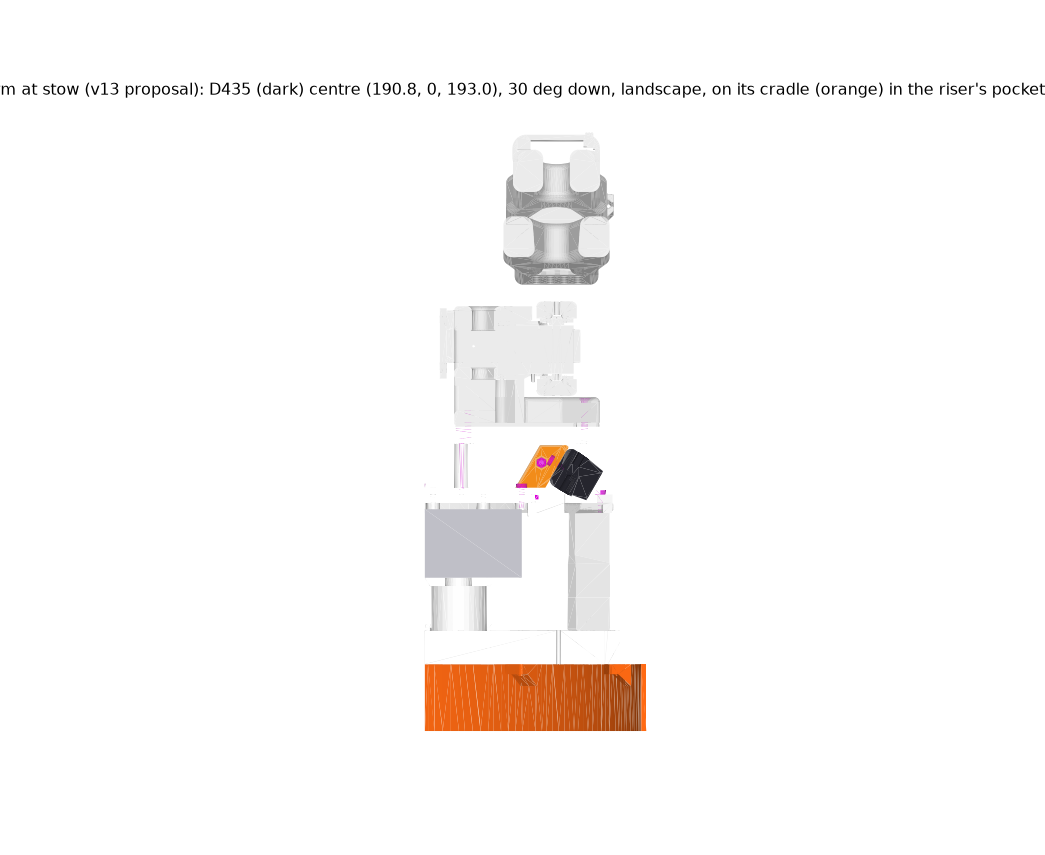 at stow (v13 proposal): D435 (dark) centre (190.8, 0, 193.0), 30 deg down, landscape, on its cradle (orange) in the riser's pocket